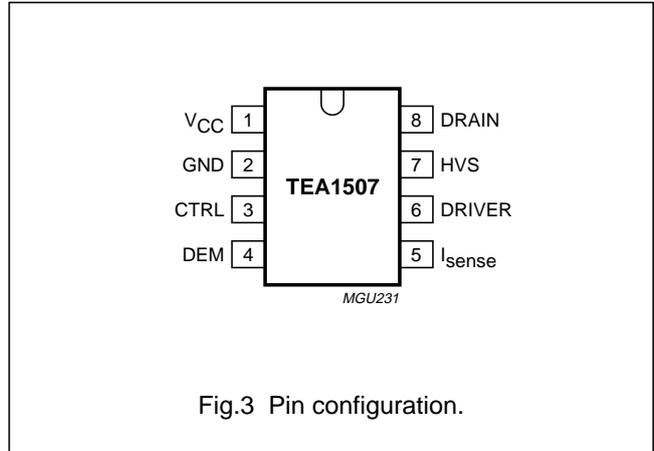 VCC 1 8 DRAIN
GND 2 7 HVS
TEA1507
CTRL 3 6 DRIVER
DEM 4 5 Isense
MGU231
Fig.3 Pin configuration.